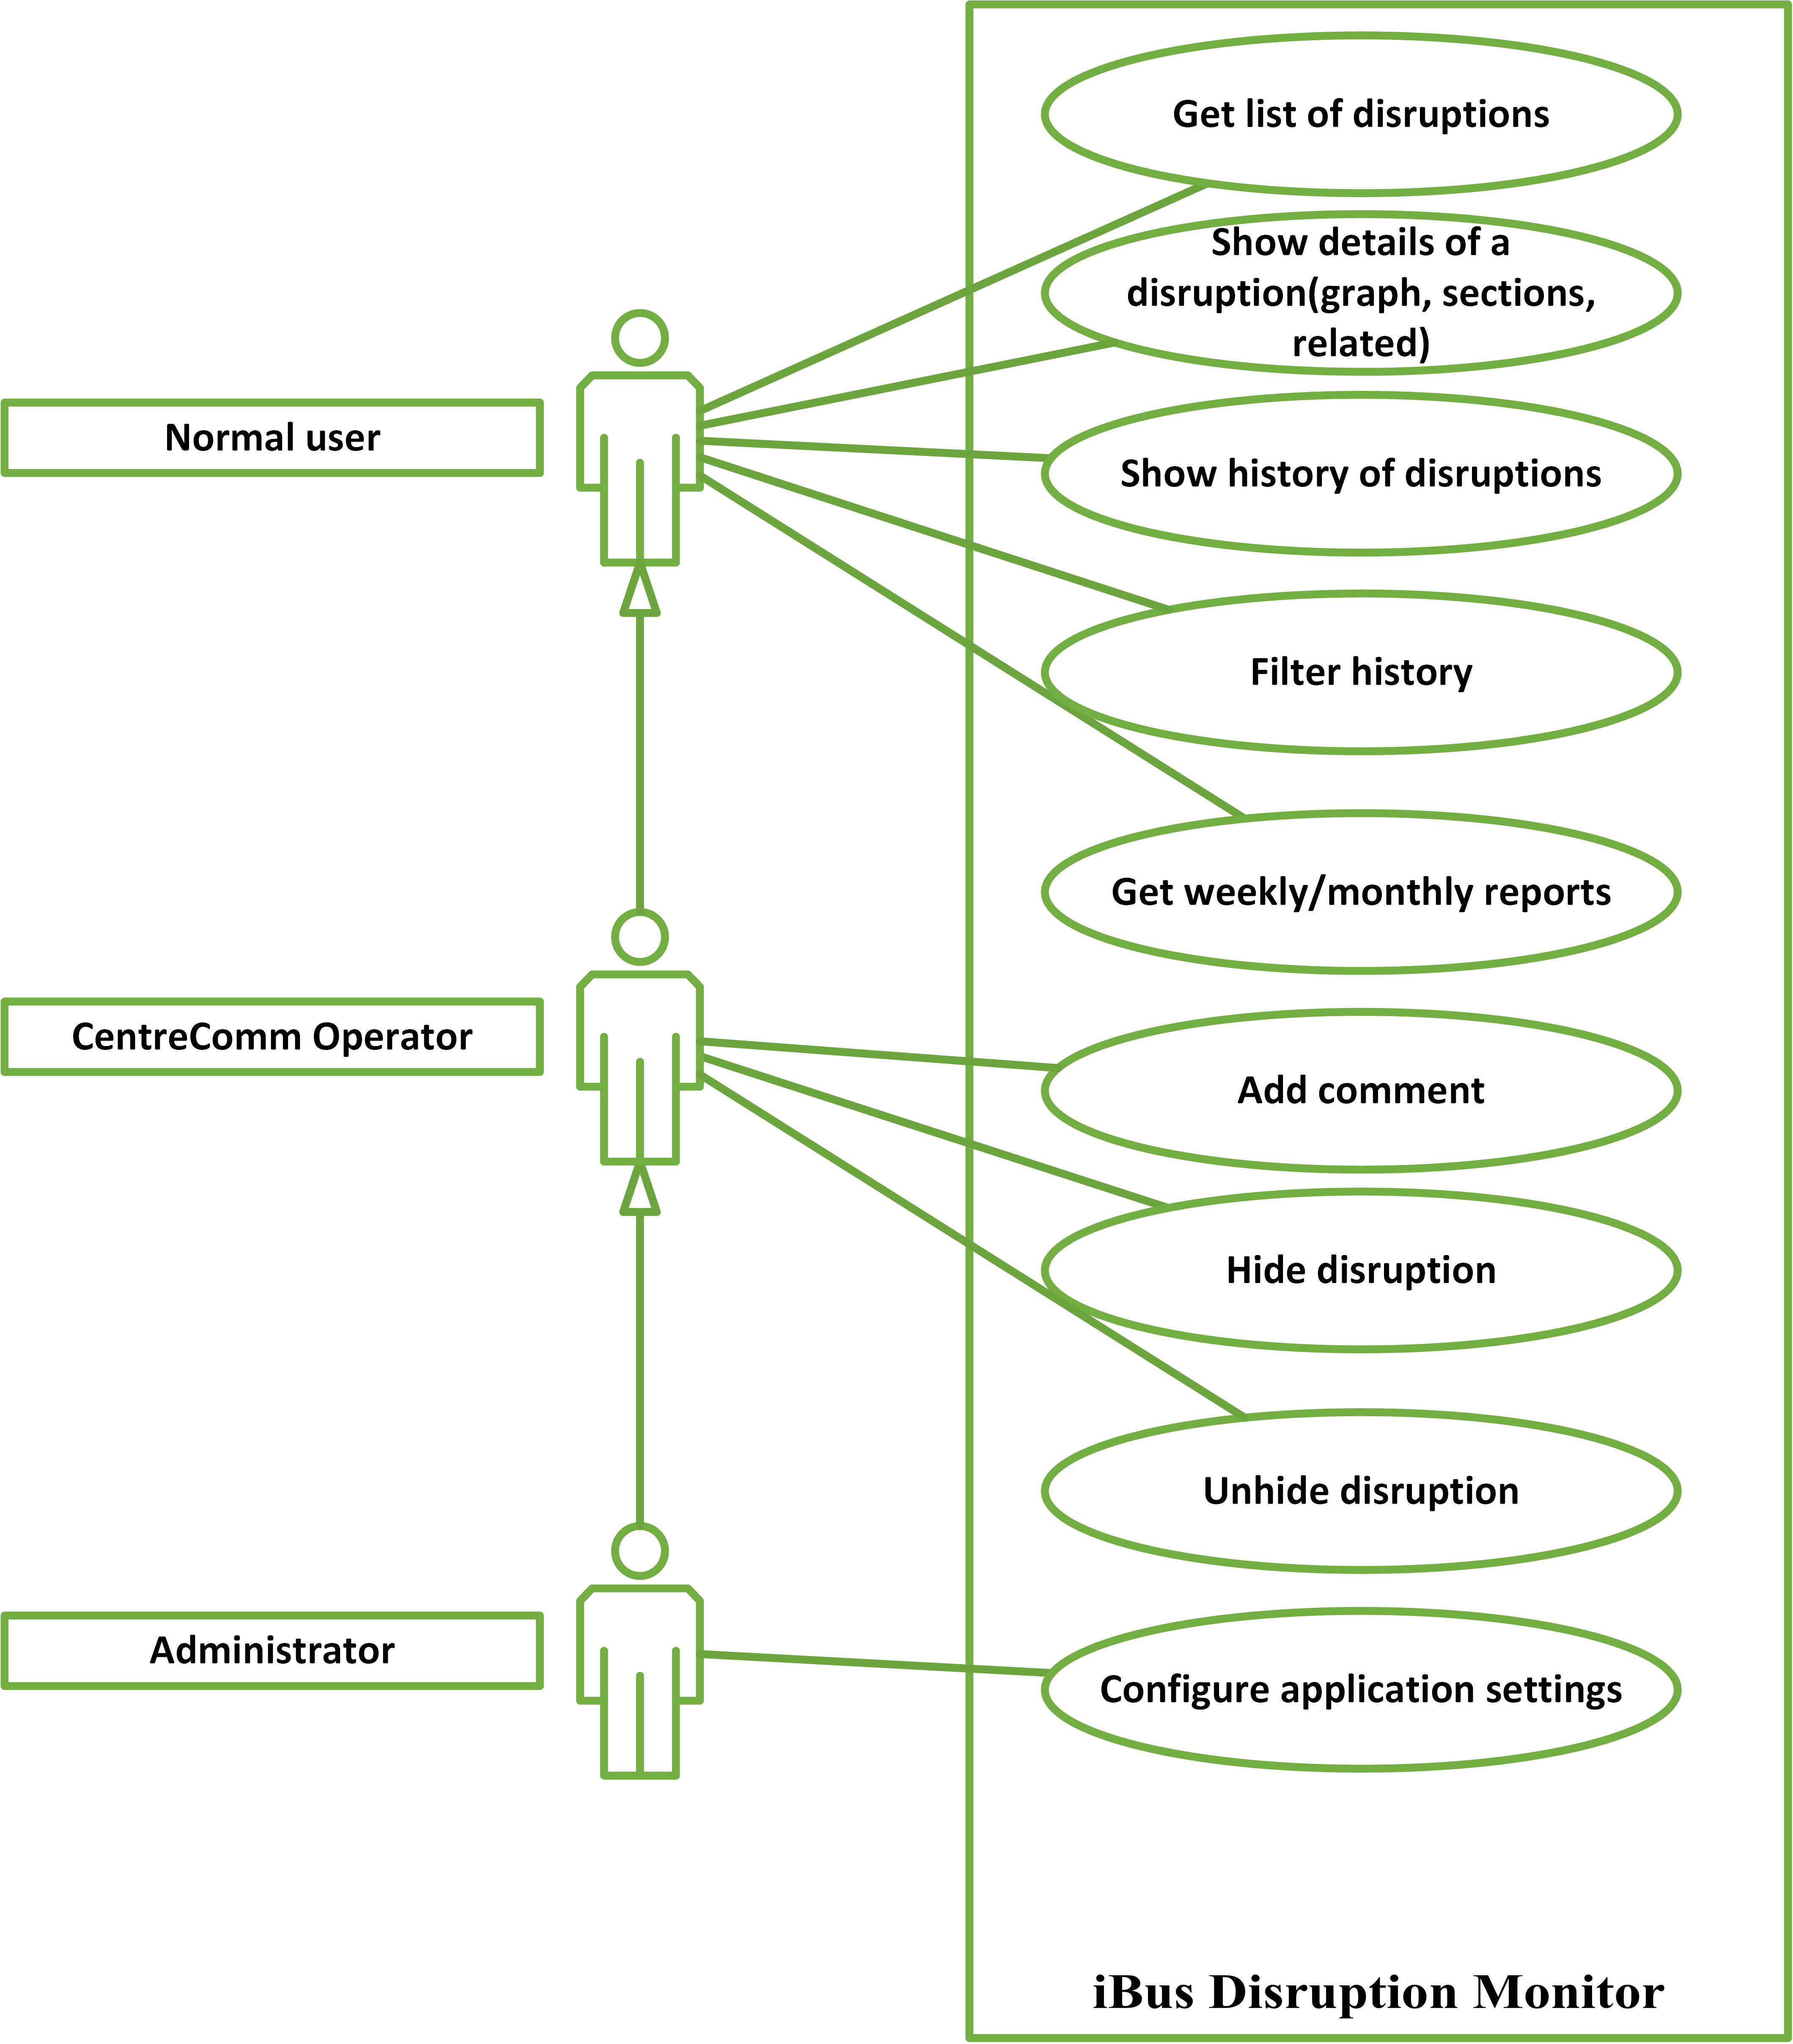 Get list of disruptions
Show details of a
disruption(graph, sections,
related)
Normal user
Show history of disruptions
Filter history
Get weekly/monthly reports
CentreComm Operator
Add comment
Hide disruption
Unhide disruption
Administrator
Configure application settings
iBus Disruption Monitor